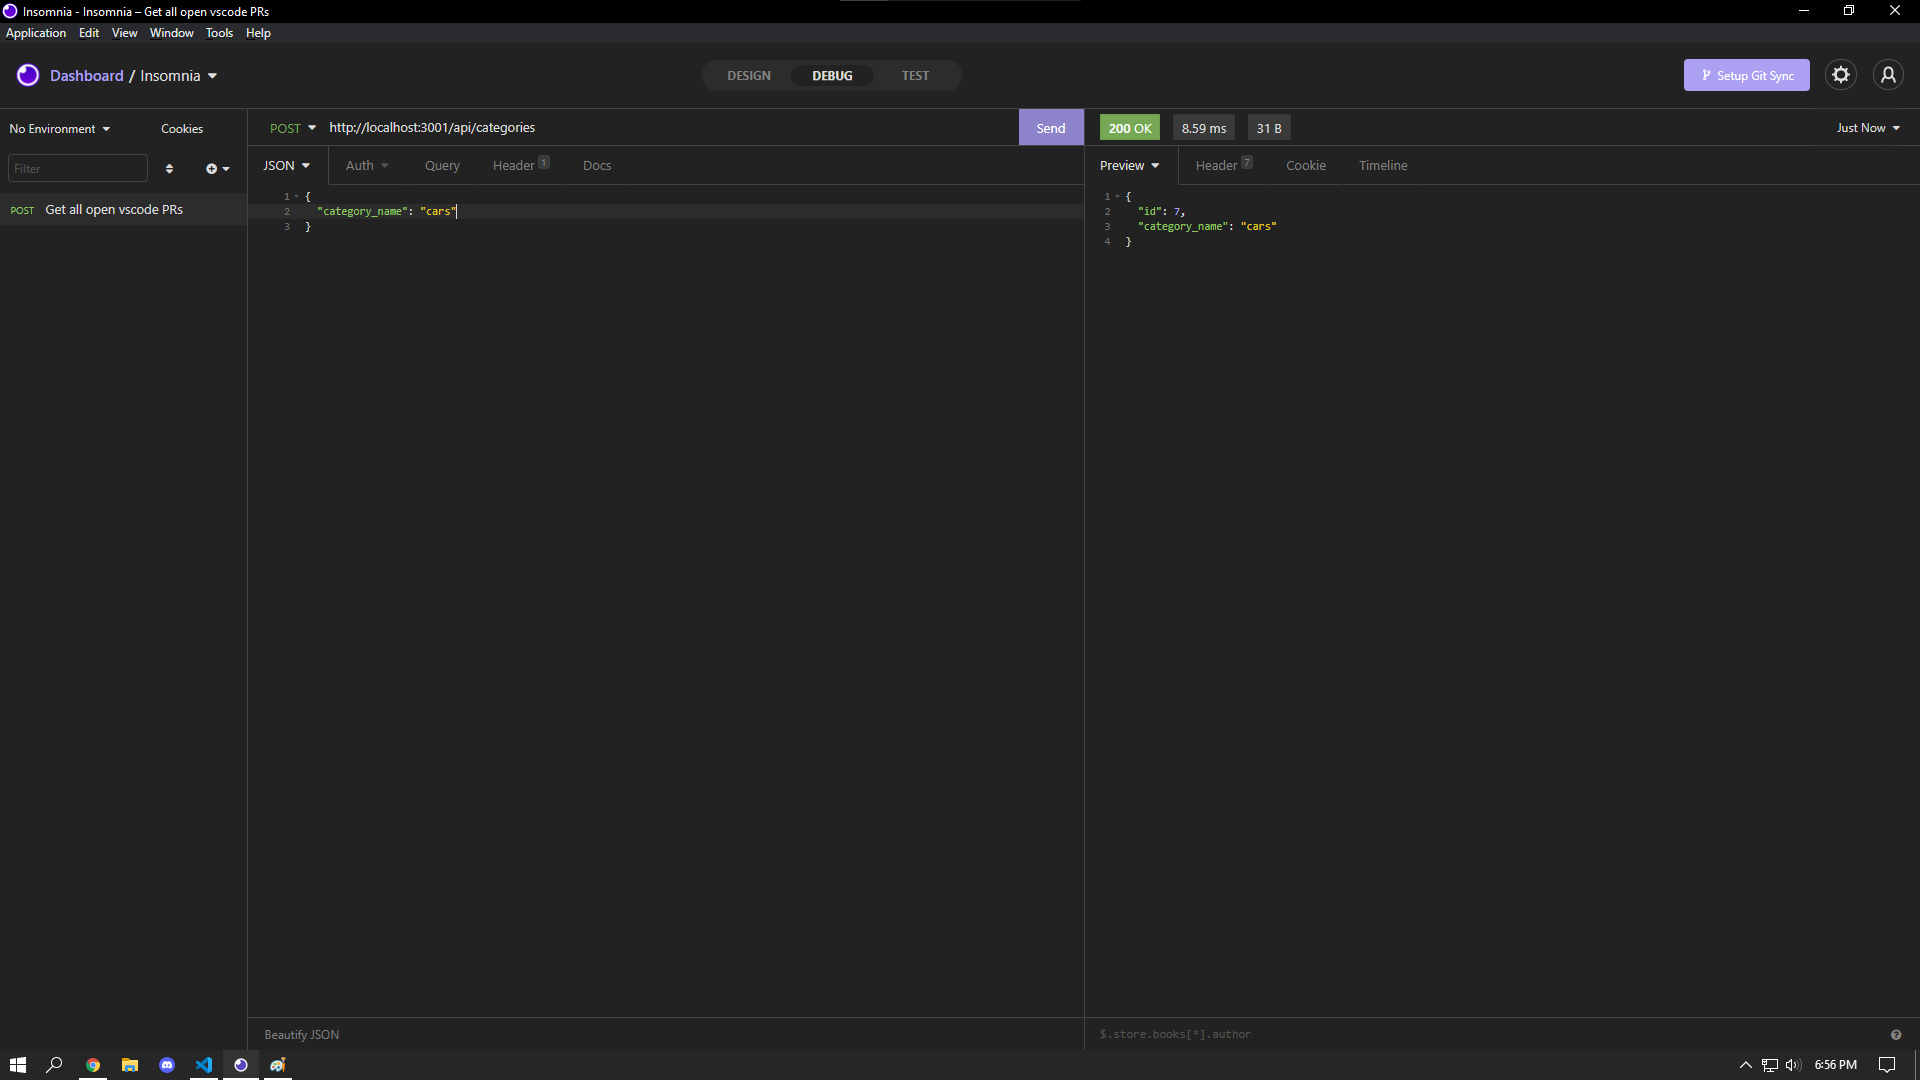 Insomnia - Insomnia – Get all open vscode PRs
Application Edit View Window Tools Help
Dashboard / Insomnia
DESIGN DEBUG TEST
Setup Git Sync
No Environment Cookies
POST http://localhost:3001/api/categories
Send
200 OK 8.59 ms 31 B
Just Now
Filter
JSON Auth Query Header 1 Docs
Preview Header 7 Cookie Timeline
POST Get all open vscode PRs
1 {
2 "category_name": "cars"
3 }
1 {
2 "id": 7,
3 "category_name": "cars"
4 }
Beautify JSON
$.store.books[*].author
6:56 PM